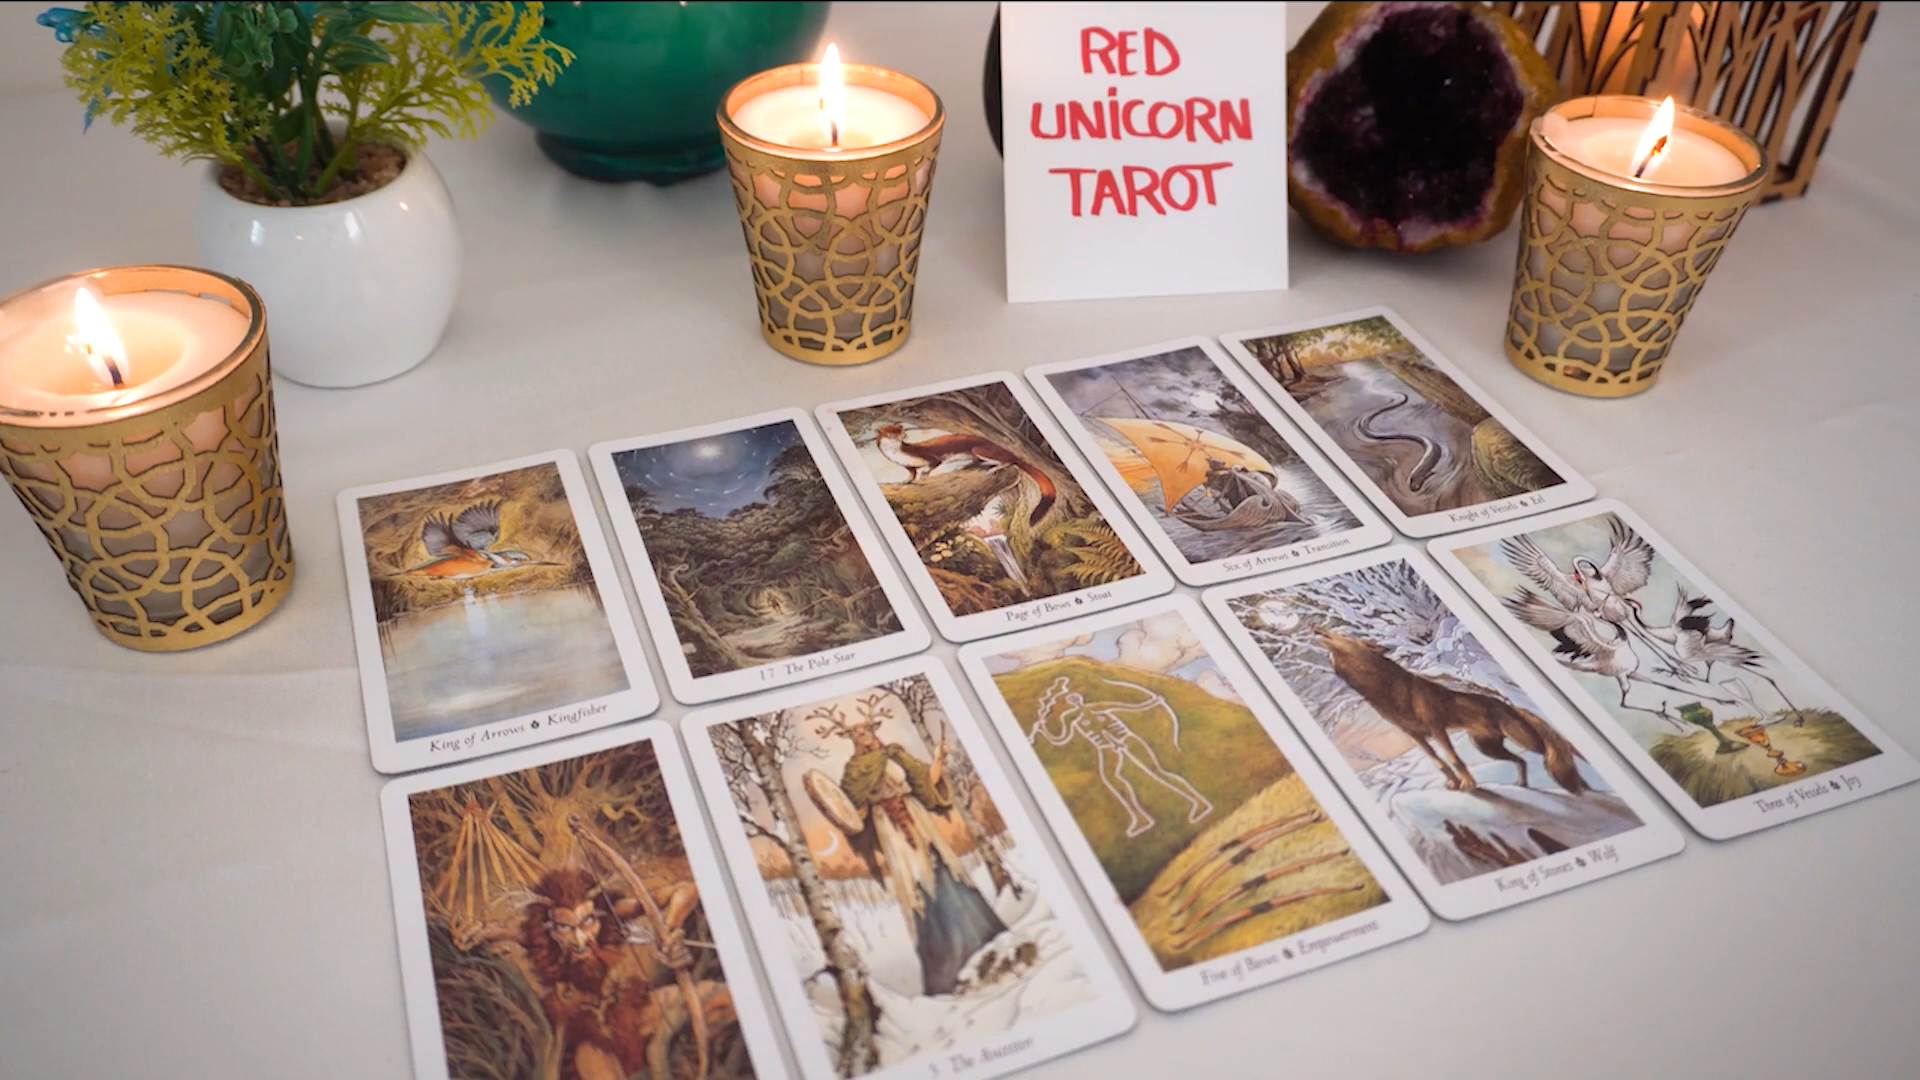 RED
UNICORN
TAROT
King of Arrows Kingfisher
17 The Pole Star
Page of Bows Stoat
Six of Arrows Transition
Knight of Vessels Eel
5 The Ancestor
Five of Bows Empowerment
King of Stones Wolf
Three of Vessels Joy